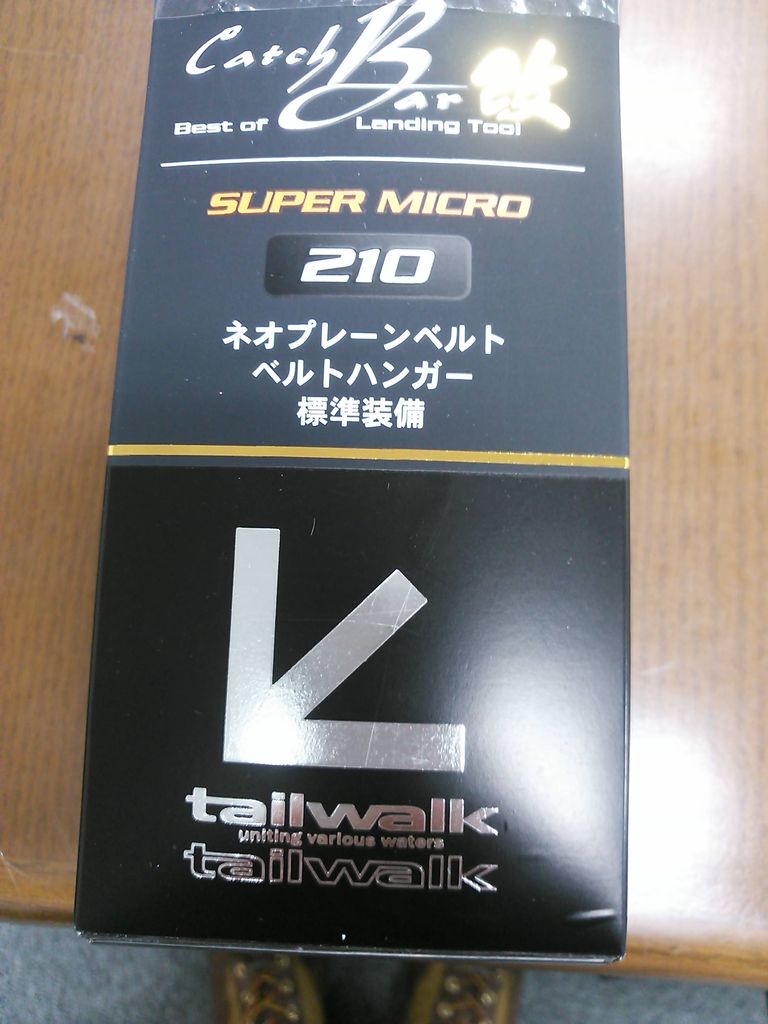 Catch Bar 改
Best of Landing Tool
SUPER MICRO
210
ネオプレーンベルト
ベルトハンガー
標準装備
tailwalk
uniting various waters
tailwalk